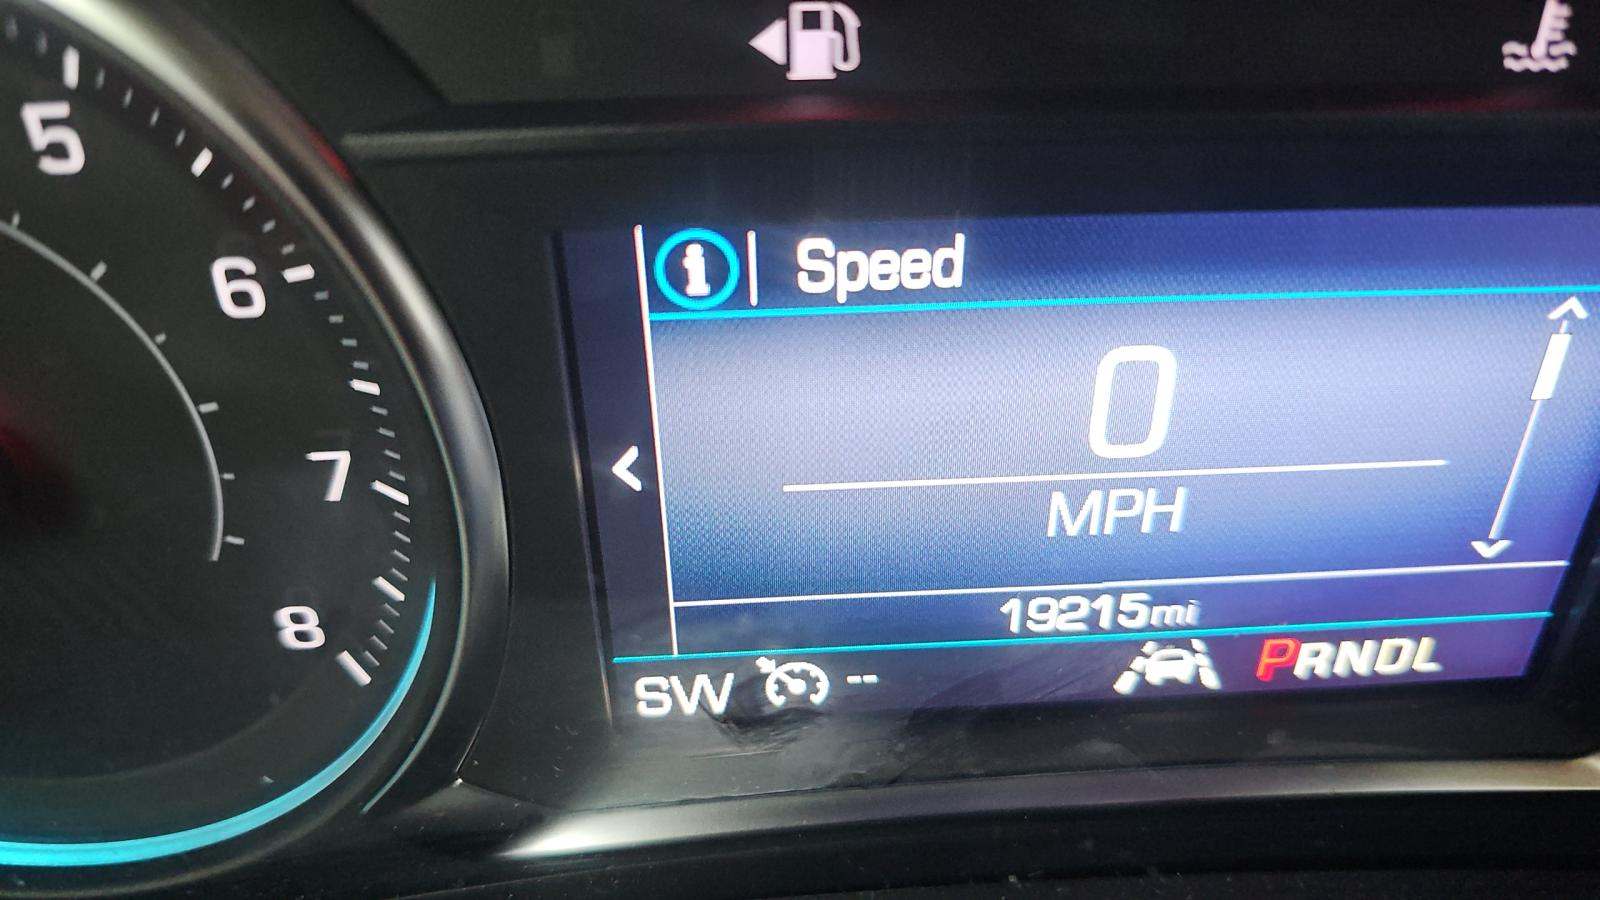 5
6
7
8
i Speed
0
MPH
19215mi
SW -- PRNDL